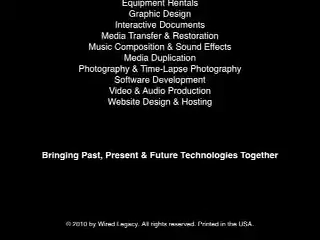 Equipment Rentals
Graphic Design
Interactive Documents
Media Transfer & Restoration
Music Composition & Sound Effects
Media Duplication
Photography & Time-Lapse Photography
Software Development
Video & Audio Production
Website Design & Hosting
Bringing Past, Present & Future Technologies Together
© 2010 by Wired Legacy. All rights reserved. Printed in the USA.